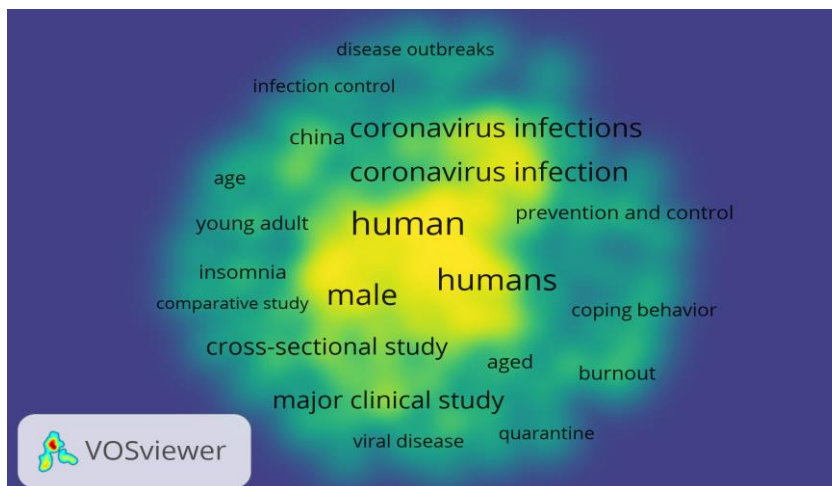 disease outbreaks
infection control
china
coronavirus infections
coronavirus infection
age
young adult
human
prevention and control
insomnia
humans
comparative study
male
coping behavior
cross-sectional study
aged
burnout
major clinical study
viral disease
quarantine
VOSviewer